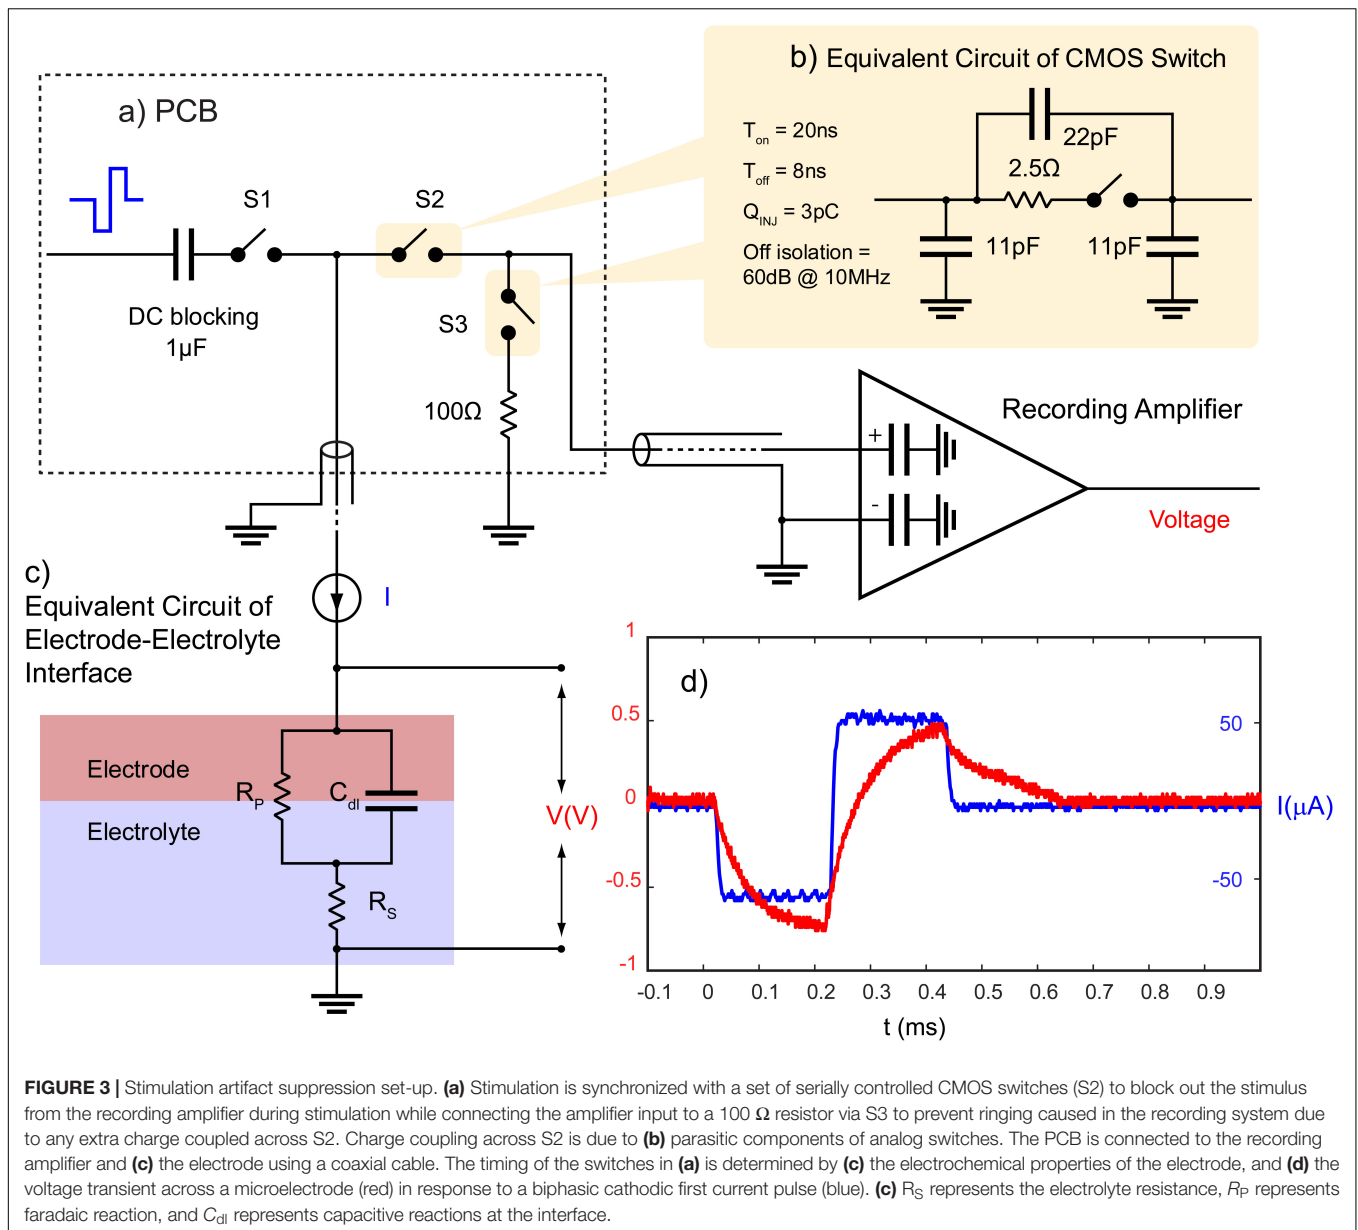 a) PCB
S1
S2
S3
DC blocking
1µF
100Ω
b) Equivalent Circuit of CMOS Switch
Ton = 20ns
Toff = 8ns
QINJ = 3pC
Off isolation =
60dB @ 10MHz
22pF
2.5Ω
11pF
11pF
Recording Amplifier
+
-
Voltage
c)
Equivalent Circuit of
Electrode-Electrolyte
Interface
I
Electrode
Electrolyte
RP
Cdl
RS
V(V)
d)
1
0.5
0
-0.5
-1
50
I(µA)
-50
-0.1 0 0.1 0.2 0.3 0.4 0.5 0.6 0.7 0.8 0.9
t (ms)
FIGURE 3 | Stimulation artifact suppression set-up. (a) Stimulation is synchronized with a set of serially controlled CMOS switches (S2) to block out the stimulus
from the recording amplifier during stimulation while connecting the amplifier input to a 100 Ω resistor via S3 to prevent ringing caused in the recording system due
to any extra charge coupled across S2. Charge coupling across S2 is due to (b) parasitic components of analog switches. The PCB is connected to the recording
amplifier and (c) the electrode using a coaxial cable. The timing of the switches in (a) is determined by (c) the electrochemical properties of the electrode, and (d) the
voltage transient across a microelectrode (red) in response to a biphasic cathodic first current pulse (blue). (c) RS represents the electrolyte resistance, RP represents
faradaic reaction, and Cdl represents capacitive reactions at the interface.